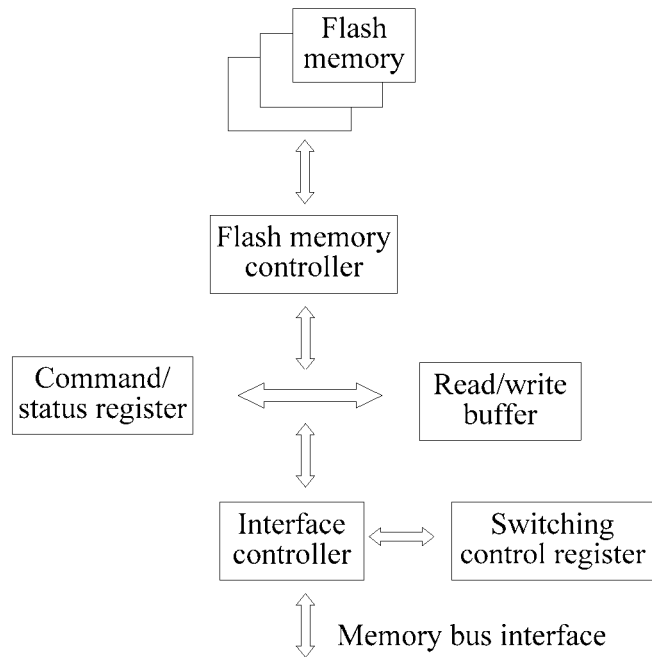 Flash
memory
Flash memory
controller
Command/
status register
Read/write
buffer
Interface
controller
Switching
control register
Memory bus interface